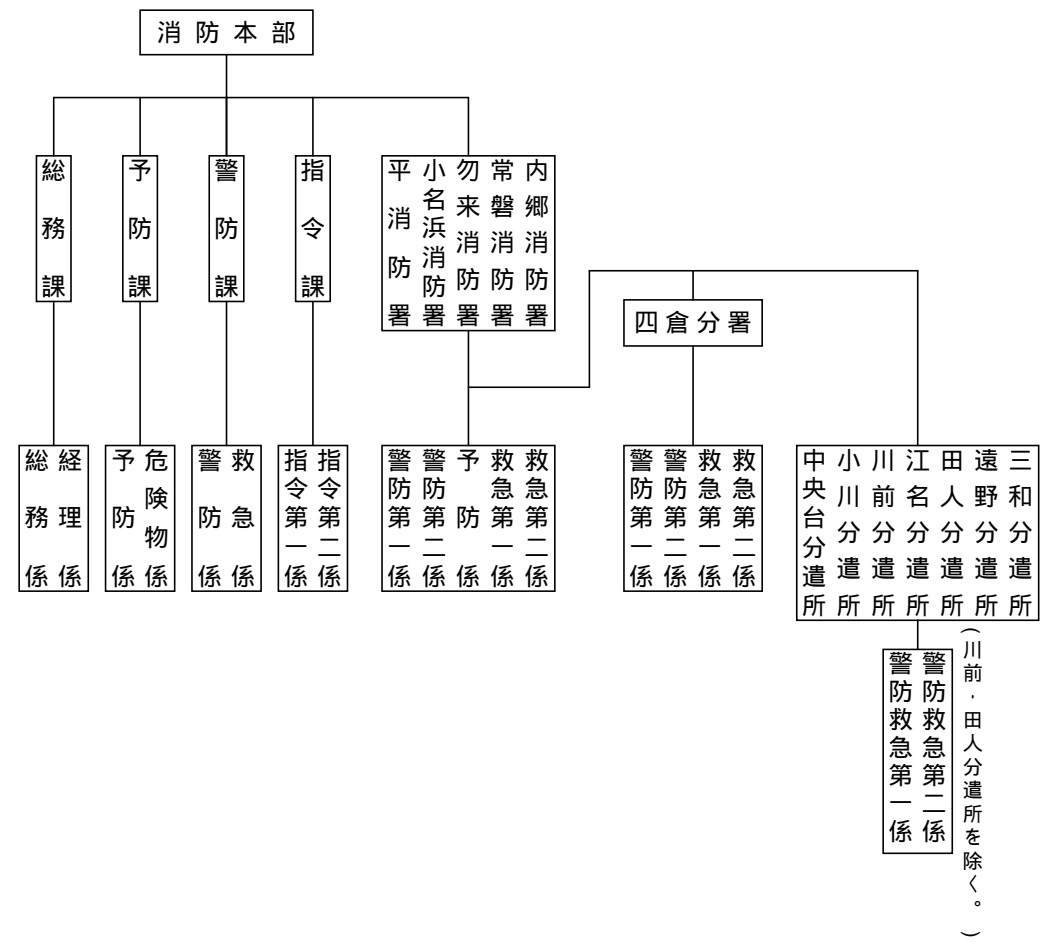 消防本部
総務課
予防課
警防課
指令課
平消防署
小名浜消防署
勿来消防署
常磐消防署
内郷消防署
四倉分署
総務係
経理係
予防係
危険物係
警防係
救急係
指令第一係
指令第二係
警防第一係
警防第二係
予防係
救急第一係
救急第二係
警防第一係
警防第二係
救急第一係
救急第二係
中央台分遣所
小川分遣所
川前分遣所
江名分遣所
田人分遣所
遠野分遣所
三和分遣所
警防救急第一係
警防救急第二係
(川前・田人分遣所を除く。)